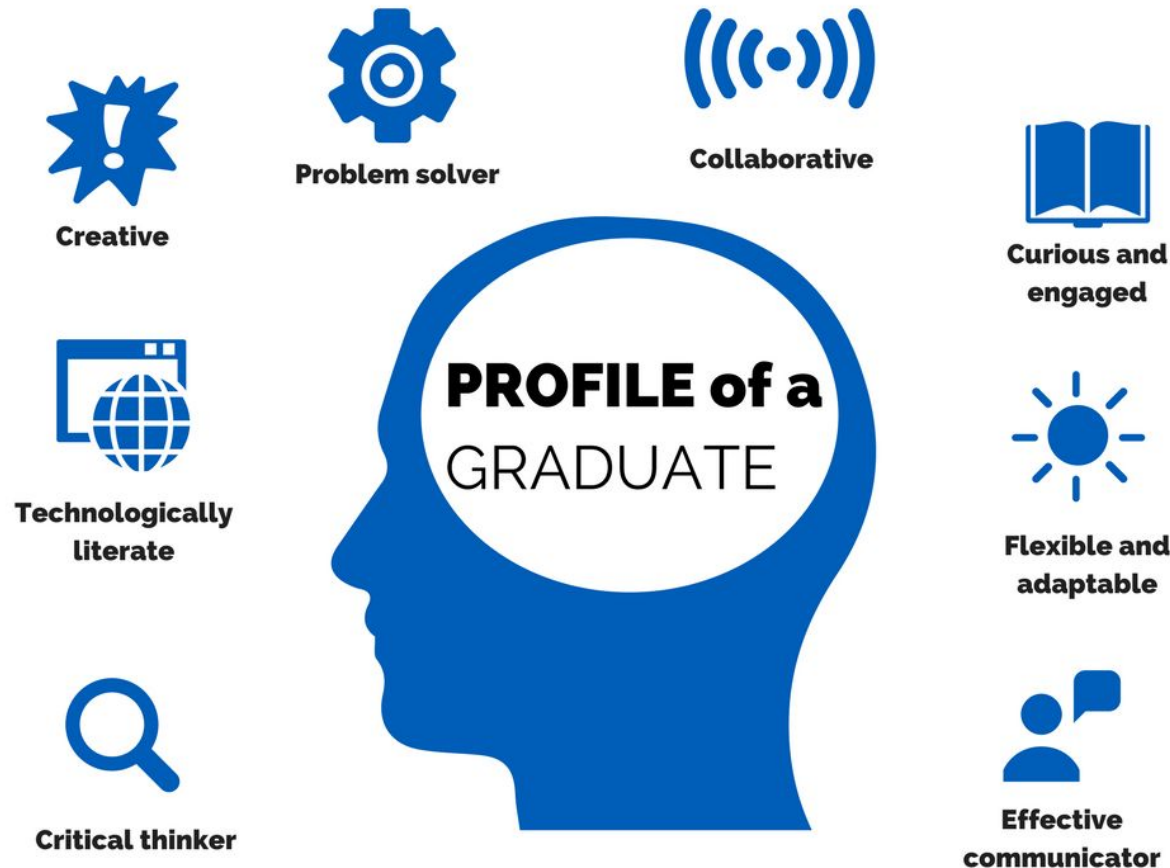 Problem solver
Collaborative
Creative
Curious and
engaged
PROFILE of a
GRADUATE
Technologically
literate
Flexible and
adaptable
Critical thinker
Effective
communicator